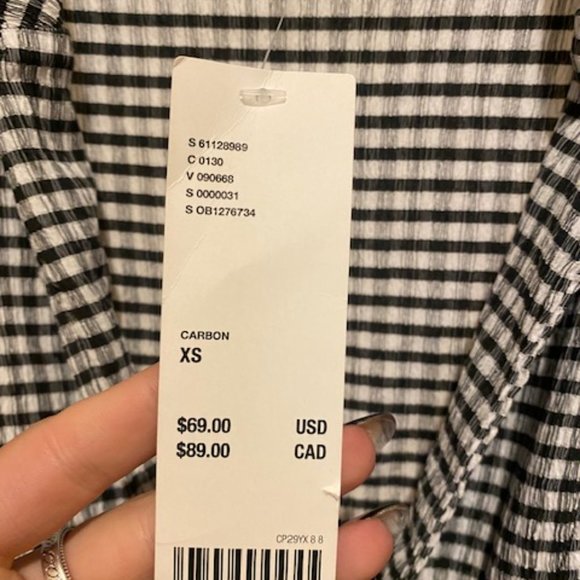 S 61128989
C 0130
V 090668
S 0000031
S OB1276734
CARBON
XS
$69.00 USD
$89.00 CAD
CP29YX 8 8